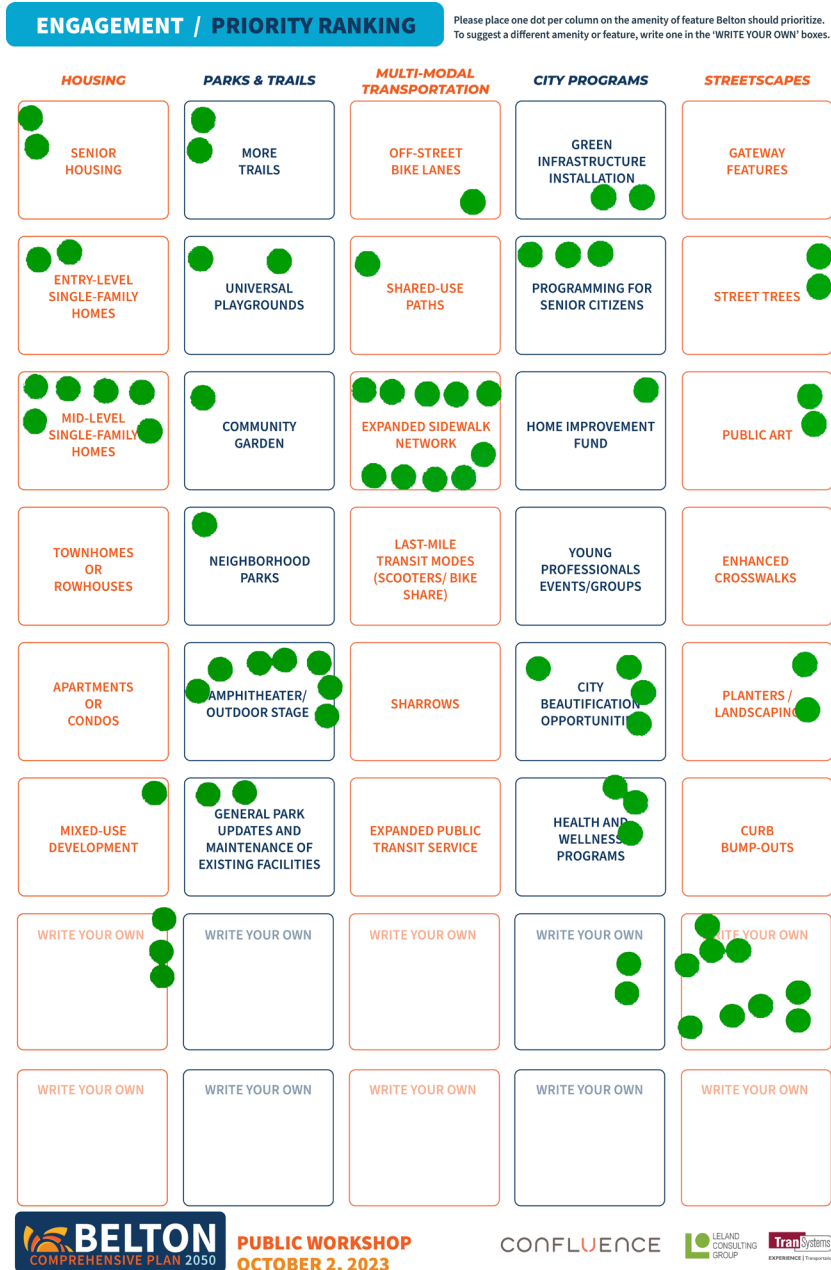 ENGAGEMENT / PRIORITY RANKING
Please place one dot per column on the amenity of feature Belton should prioritize.
To suggest a different amenity or feature, write one in the 'WRITE YOUR OWN' boxes.
HOUSING
PARKS & TRAILS
MULTI-MODAL
TRANSPORTATION
CITY PROGRAMS
STREETSCAPES
SENIOR
HOUSING
MORE
TRAILS
OFF-STREET
BIKE LANES
GREEN
INFRASTRUCTURE
INSTALLATION
GATEWAY
FEATURES
ENTRY-LEVEL
SINGLE-FAMILY
HOMES
UNIVERSAL
PLAYGROUNDS
SHARED-USE
PATHS
PROGRAMMING FOR
SENIOR CITIZENS
STREET TREES
MID-LEVEL
SINGLE-FAMILY
HOMES
COMMUNITY
GARDEN
EXPANDED SIDEWALK
NETWORK
HOME IMPROVEMENT
FUND
PUBLIC ART
TOWNHOMES
OR
ROWHOUSES
NEIGHBORHOOD
PARKS
LAST-MILE
TRANSIT MODES
(SCOOTERS/ BIKE
SHARE)
YOUNG
PROFESSIONALS
EVENTS/GROUPS
ENHANCED
CROSSWALKS
APARTMENTS
OR
CONDOS
AMPHITHEATER/
OUTDOOR STAGE
SHARROWS
CITY
BEAUTIFICATION
OPPORTUNITI
PLANTERS /
LANDSCAPING
MIXED-USE
DEVELOPMENT
GENERAL PARK
UPDATES AND
MAINTENANCE OF
EXISTING FACILITIES
EXPANDED PUBLIC
TRANSIT SERVICE
HEALTH AND
WELLNESS
PROGRAMS
CURB
BUMP-OUTS
WRITE YOUR OWN
WRITE YOUR OWN
WRITE YOUR OWN
WRITE YOUR OWN
WRITE YOUR OWN
WRITE YOUR OWN
WRITE YOUR OWN
WRITE YOUR OWN
WRITE YOUR OWN
WRITE YOUR OWN
BELTON
COMPREHENSIVE PLAN 2050
PUBLIC WORKSHOP
OCTOBER 2, 2023
CONFLUENCE
LELAND
CONSULTING
GROUP
TranSystems
EXPERIENCE | Transportati